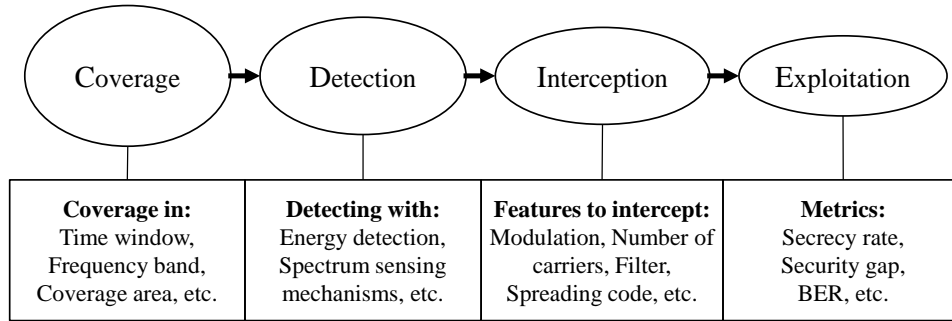 Coverage
Detection
Interception
Exploitation
Coverage in:
Time window,
Frequency band,
Coverage area, etc.
Detecting with:
Energy detection,
Spectrum sensing
mechanisms, etc.
Features to intercept:
Modulation, Number of
carriers, Filter,
Spreading code, etc.
Metrics:
Secrecy rate,
Security gap,
BER, etc.